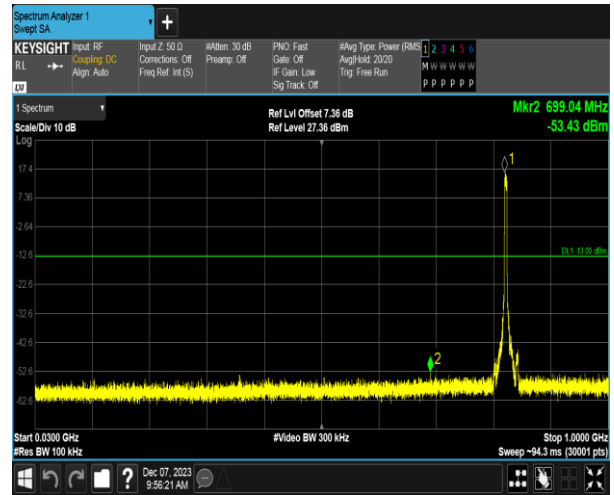 Spectrum Analyzer 1
Swept SA
KEYSIGHT Input: RF Input Z: 50 Ω #Atten: 30 dB PNO: Fast #Avg Type: Power (RMS 1 2 3 4 5 6
RL Coupling: DC Corrections: Off Preamp: Off Gate: Off Avg|Hold: 20/20 M W W W W W
Align: Auto Freq Ref: Int (S) IF Gain: Low Trig: Free Run
LXI Sig Track: Off P P P P P P
1 Spectrum Ref Lvl Offset 7.36 dB Mkr2 699.04 MHz
Scale/Div 10 dB Ref Level 27.36 dBm -53.43 dBm
Log
1
17.4
7.36
-2.64
-12.6 DL1 -13.00 dBm
-22.6
-32.6
-42.6
2
-52.6
-62.6
Start 0.0300 GHz #Video BW 300 kHz Stop 1.0000 GHz
#Res BW 100 kHz Sweep ~94.3 ms (30001 pts)
? Dec 07, 2023
9:56:21 AM